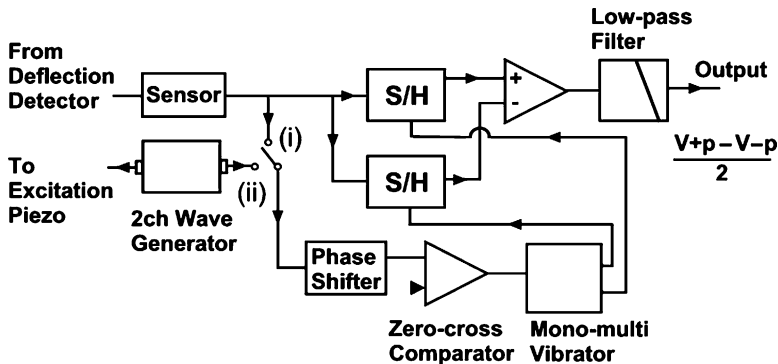 From
Deflection
Detector
Sensor
S/H
+
-
Low-pass
Filter
Output
V+p – V–p
2
(i)
(ii)
To
Excitation
Piezo
2ch Wave
Generator
S/H
Phase
Shifter
Zero-cross
Comparator
Mono-multi
Vibrator